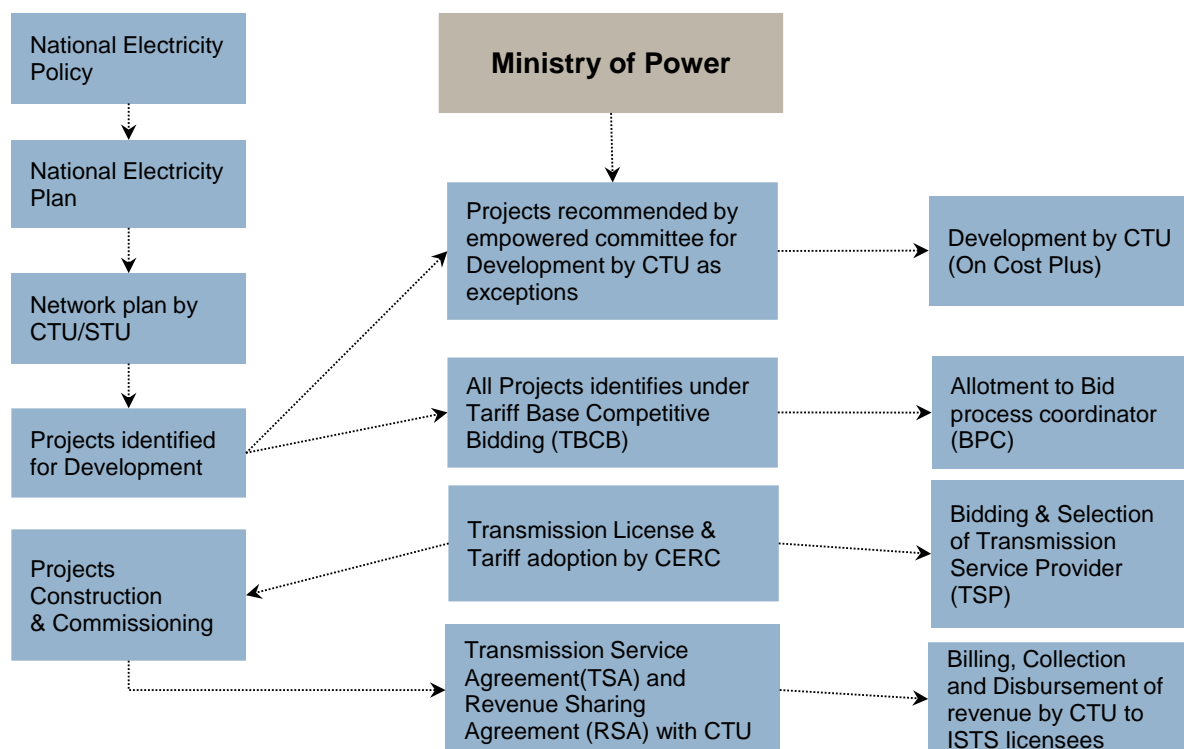 National Electricity
Policy
Ministry of Power
National Electricity
Plan
Projects recommended by
empowered committee for
Development by CTU as
exceptions
Development by CTU
(On Cost Plus)
Network plan by
CTU/STU
All Projects identifies under
Tariff Base Competitive
Bidding (TBCB)
Allotment to Bid
process coordinator
(BPC)
Projects identified
for Development
Transmission License &
Tariff adoption by CERC
Bidding & Selection
of Transmission
Service Provider
(TSP)
Projects
Construction
& Commissioning
Transmission Service
Agreement(TSA) and
Revenue Sharing
Agreement (RSA) with CTU
Billing, Collection
and Disbursement of
revenue by CTU to
ISTS licensees